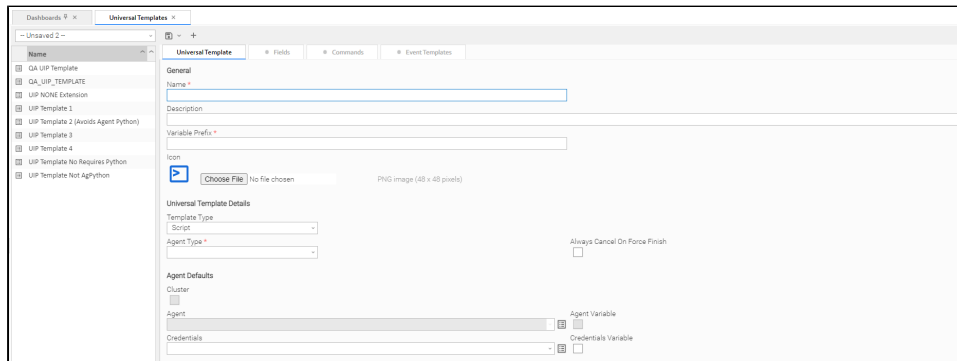 Dashboards
Universal Templates
-- Unsaved 2 --
Name
QA UIP Template
QA_UIP_TEMPLATE
UIP NONE Extension
UIP Template 1
UIP Template 2 (Avoids Agent Python)
UIP Template 3
UIP Template 4
UIP Template No Requires Python
UIP Template Not AgPython
Universal Template
Fields
Commands
Event Templates
General
Name *
Description
Variable Prefix *
Icon
Choose File No file chosen
PNG image (48 x 48 pixels)
Universal Template Details
Template Type
Script
Agent Type *
Always Cancel On Force Finish
Agent Defaults
Cluster
Agent
Agent Variable
Credentials
Credentials Variable